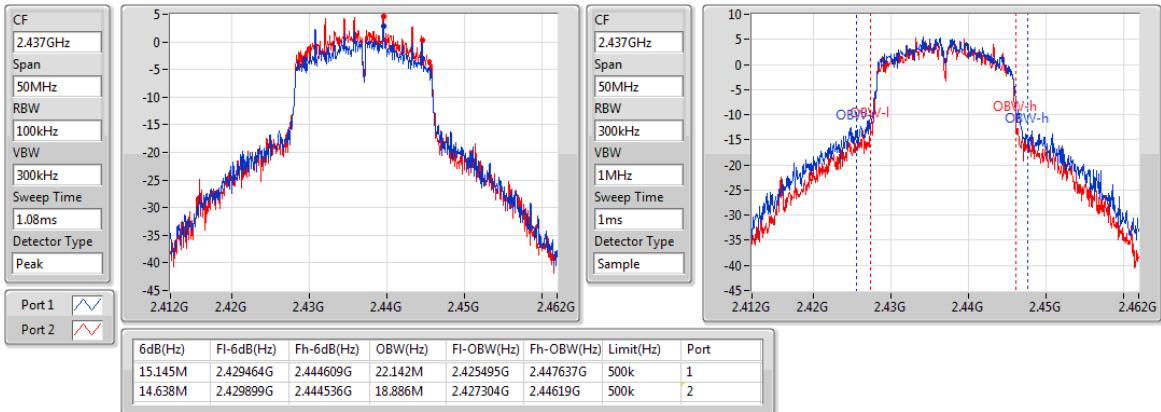 CF
2.437GHz
Span
50MHz
RBW
100kHz
VBW
300kHz
Sweep Time
1.08ms
Detector Type
Peak
Port 1
Port 2
5
0
-5
-10
-15
-20
-25
-30
-35
-40
-45
2.412G 2.42G 2.43G 2.44G 2.45G 2.462G
CF
2.437GHz
Span
50MHz
RBW
300kHz
VBW
1MHz
Sweep Time
1ms
Detector Type
Sample
10
5
0
-5
-10
-15
-20
-25
-30
-35
-40
-45
OBW-l
OBW-h
OBW-h
2.412G 2.42G 2.43G 2.44G 2.45G 2.462G
6dB(Hz) Fl-6dB(Hz) Fh-6dB(Hz) OBW(Hz) Fl-OBW(Hz) Fh-OBW(Hz) Limit(Hz) Port
15.145M 2.429464G 2.444609G 22.142M 2.425495G 2.447637G 500k 1
14.638M 2.429899G 2.444536G 18.886M 2.427304G 2.44619G 500k 2